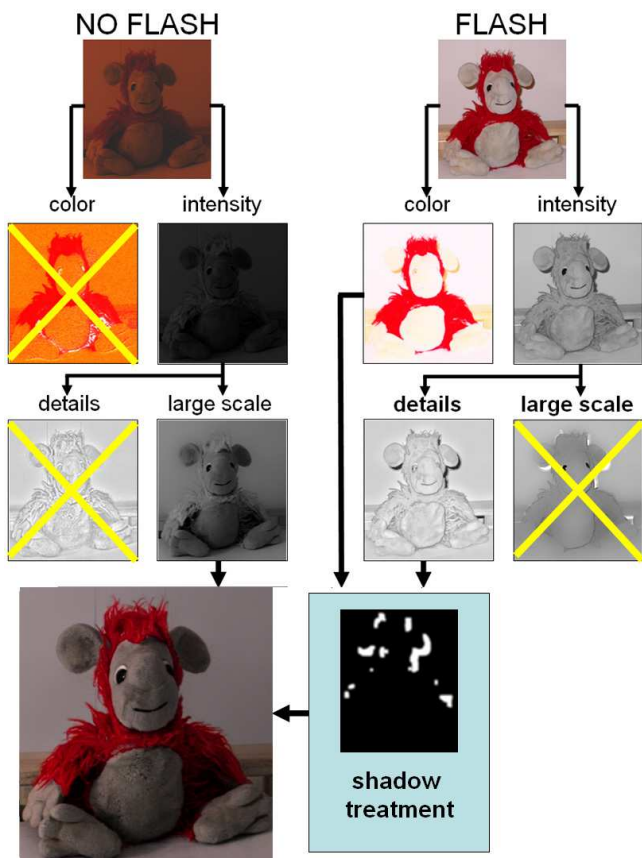 NO FLASH
FLASH
color
intensity
color
intensity
details
large scale
details
large scale
shadow
treatment